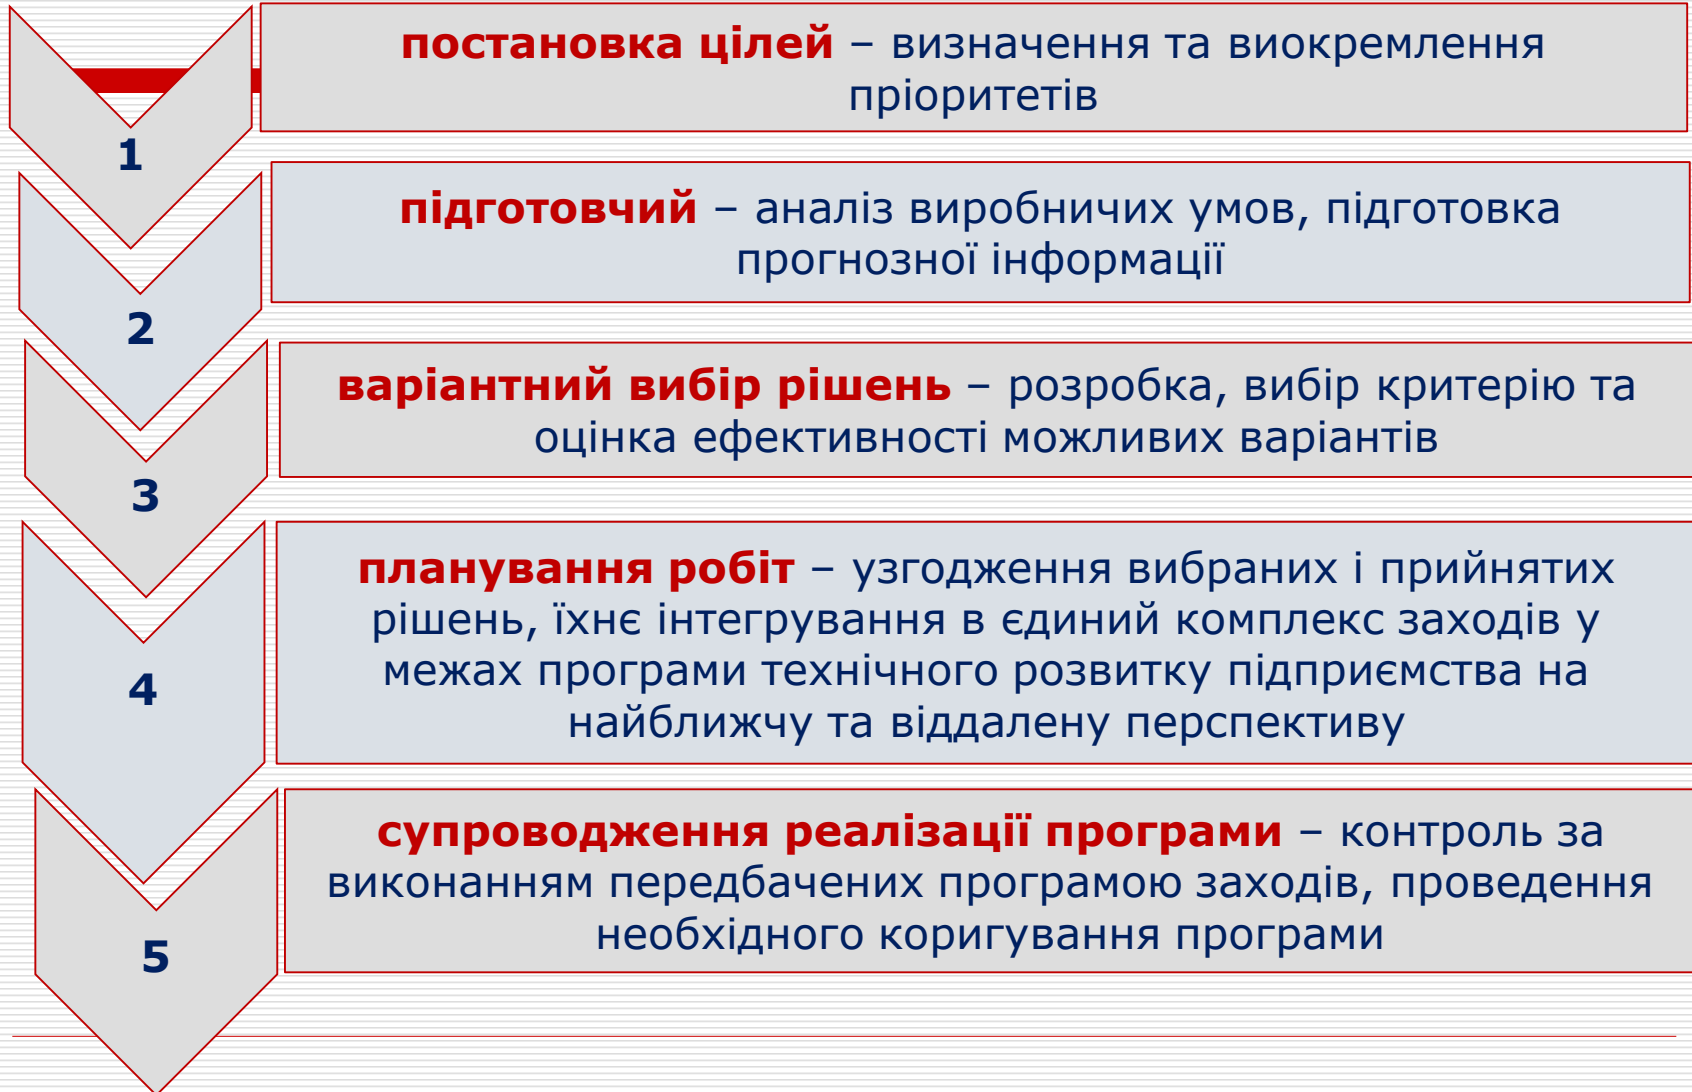 постановка цілей – визначення та виокремлення
пріоритетів
1
підготовчий – аналіз виробничих умов, підготовка
прогнозної інформації
2
варіантний вибір рішень – розробка, вибір критерію та
оцінка ефективності можливих варіантів
3
планування робіт – узгодження вибраних і прийнятих
рішень, їхнє інтегрування в єдиний комплекс заходів у
межах програми технічного розвитку підприємства на
найближчу та віддалену перспективу
4
супроводження реалізації програми – контроль за
виконанням передбачених програмою заходів, проведення
необхідного коригування програми
5